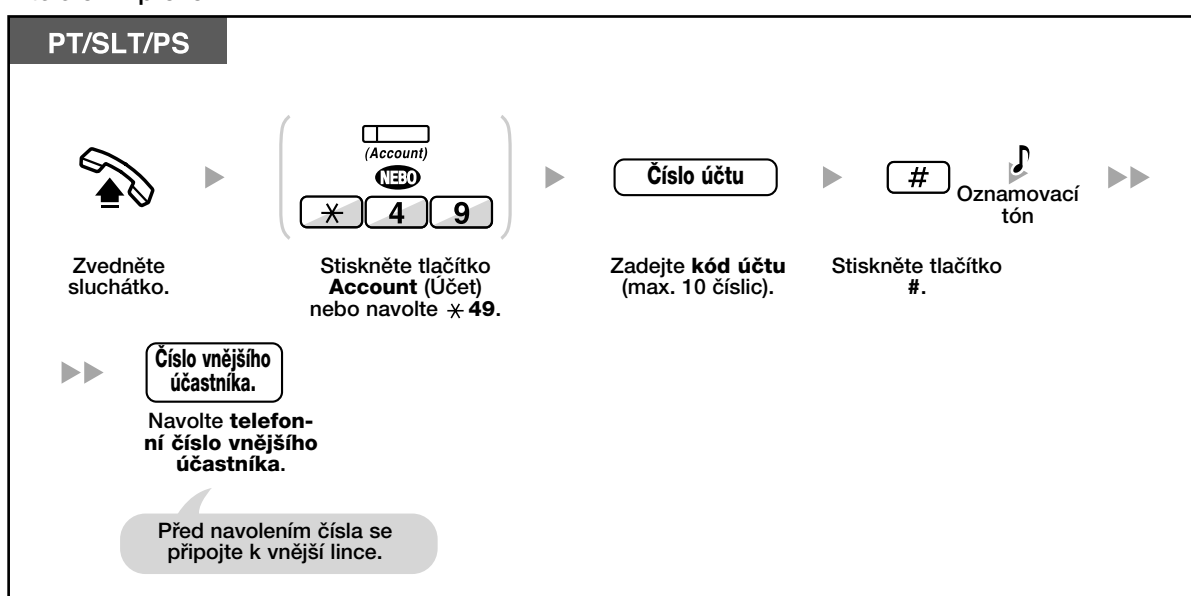 PT/SLT/PS
(Account)
NEBO
* 4 9
Číslo účtu
#
Oznamovací
tón
Zvedněte
sluchátko.
Stiskněte tlačítko
Account (Účet)
nebo navolte * 49.
Zadejte kód účtu
(max. 10 číslic).
Stiskněte tlačítko
#.
Číslo vnějšího
účastníka.
Navolte telefon-
ní číslo vnějšího
účastníka.
Před navolením čísla se
připojte k vnější lince.